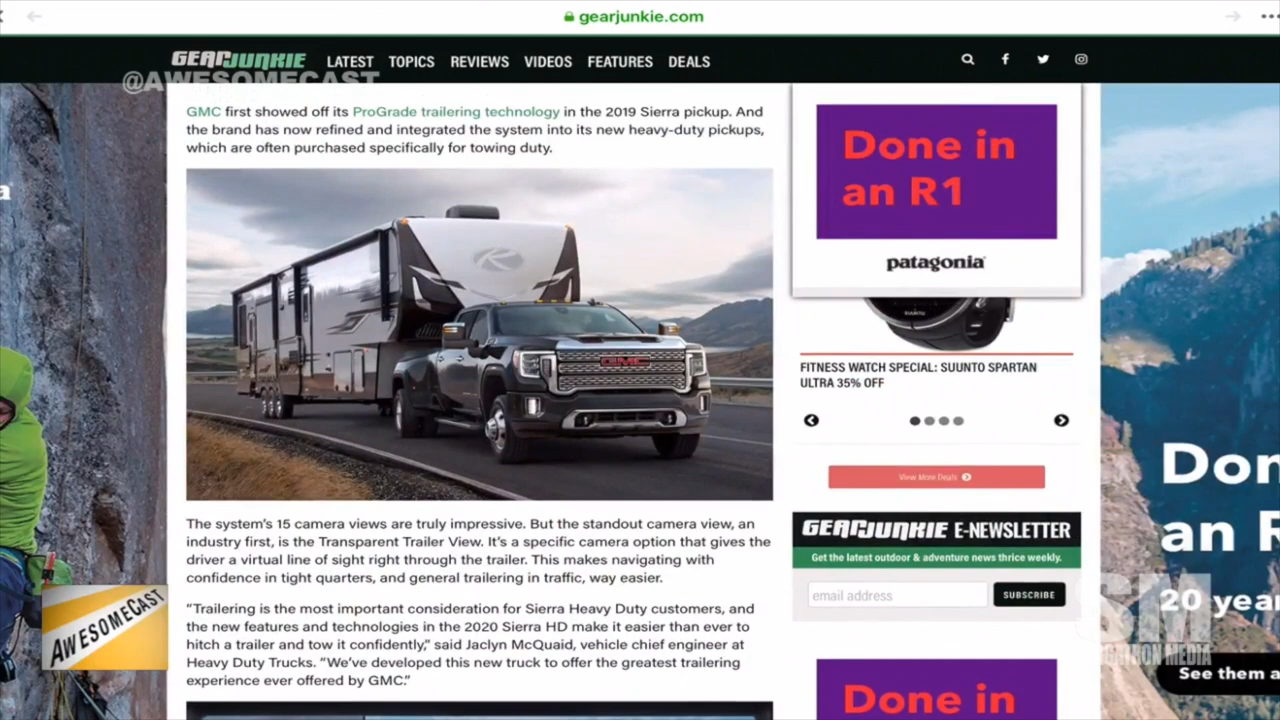 gearjunkie.com
GEARJUNKIE LATEST TOPICS REVIEWS VIDEOS FEATURES DEALS
@AWESOMECAST
GMC first showed off its ProGrade trailering technology in the 2019 Sierra pickup. And
the brand has now refined and integrated the system into its new heavy-duty pickups,
which are often purchased specifically for towing duty.
GMC
The system's 15 camera views are truly impressive. But the standout camera view, an
industry first, is the Transparent Trailer View. It's a specific camera option that gives the
driver a virtual line of sight right through the trailer. This makes navigating with
confidence in tight quarters, and general trailering in traffic, way easier.
"Trailering is the most important consideration for Sierra Heavy Duty customers, and
the new features and technologies in the 2020 Sierra HD make it easier than ever to
hitch a trailer and tow it confidently," said Jaclyn McQuaid, vehicle chief engineer at
Heavy Duty Trucks. "We've developed this new truck to offer the greatest trailering
experience ever offered by GMC."
Done in
an R1
patagonia
SUUNTO
FITNESS WATCH SPECIAL: SUUNTO SPARTAN
ULTRA 35% OFF
View More Deals
GEARJUNKIE E-NEWSLETTER
Get the latest outdoor & adventure news thrice weekly.
email address
SUBSCRIBE
Done in
Don
an R
20 year
See them a
AWESOMECAST
SM
MEDIA